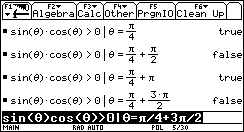 F1 F2 Algebra F3 Calc F4 Other F5 PrgmIO F6 Clean Up
▪ sin(θ)·cos(θ) > 0 | θ = π/4 true
▪ sin(θ)·cos(θ) > 0 | θ = π/4 + π/2 false
▪ sin(θ)·cos(θ) > 0 | θ = π/4 + π true
▪ sin(θ)·cos(θ) > 0 | θ = π/4 + 3·π/2 false
sin(θ)cos(θ)>0|θ=π/4+3π/2
MAIN RAD AUTO POL 5/30